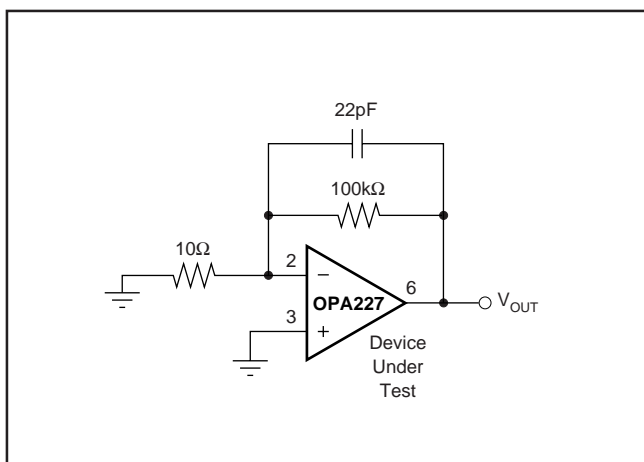 22pF
100kΩ
10Ω
2
−
OPA227
6
3
+
V_OUT
Device
Under
Test